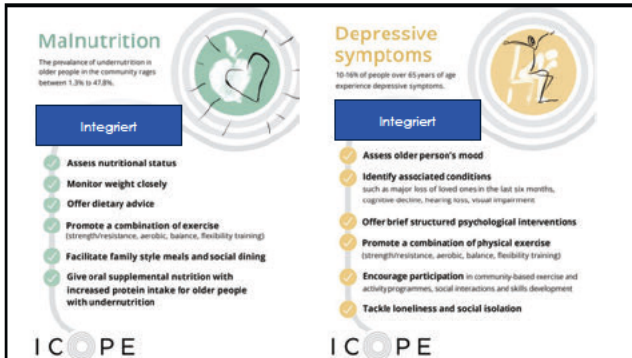 Malnutrition
The prevalance of undernutrition in
older people in the community rages
between 1.3% to 47.8%.
Integriert
Assess nutritional status
Monitor weight closely
Offer dietary advice
Promote a combination of exercise
(strength/resistance, aerobic, balance, flexibility training)
Facilitate family style meals and social dining
Give oral supplemental nutrition with
increased protein intake for older people
with undernutrition
ICOPE
Depressive
symptoms
10-16% of people over 65 years of age
experience depressive symptoms.
Integriert
Assess older person's mood
Identify associated conditions
such as major loss of loved ones in the last six months,
cognitive decline, hearing loss, visual impairment
Offer brief structured psychological interventions
Promote a combination of physical exercise
(strength/resistance, aerobic, balance, flexibility training)
Encourage participation in community-based exercise and
activity programmes, social interactions and skills development
Tackle loneliness and social isolation
ICOPE